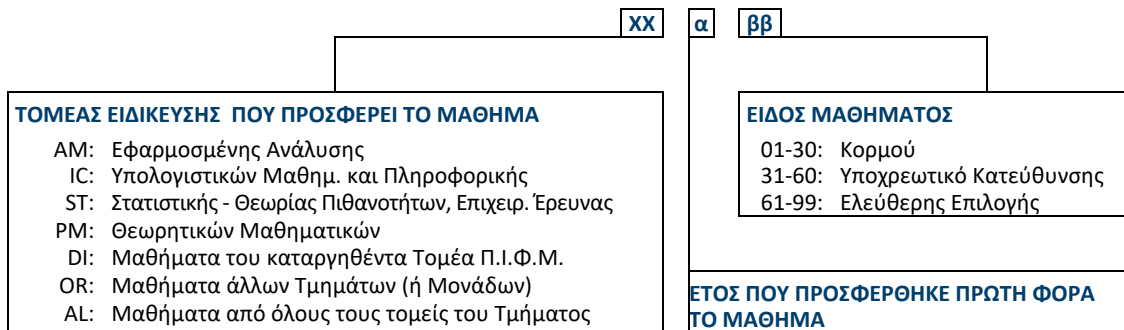 XX α ββ
ΤΟΜΕΑΣ ΕΙΔΙΚΕΥΣΗΣ ΠΟΥ ΠΡΟΣΦΕΡΕΙ ΤΟ ΜΑΘΗΜΑ
AM: Εφαρμοσμένης Ανάλυσης
IC: Υπολογιστικών Μαθημ. και Πληροφορικής
ST: Στατιστικής - Θεωρίας Πιθανοτήτων, Επιχειρ. Έρευνας
PM: Θεωρητικών Μαθηματικών
DI: Μαθήματα του καταργηθέντα Τομέα Π.Ι.Φ.Μ.
OR: Μαθήματα άλλων Τμημάτων (ή Μονάδων)
AL: Μαθήματα από όλους τους τομείς του Τμήματος
ΕΙΔΟΣ ΜΑΘΗΜΑΤΟΣ
01-30: Κορμού
31-60: Υποχρεωτικό Κατεύθυνσης
61-99: Ελεύθερης Επιλογής
ΕΤΟΣ ΠΟΥ ΠΡΟΣΦΕΡΘΗΚΕ ΠΡΩΤΗ ΦΟΡΑ
ΤΟ ΜΑΘΗΜΑ